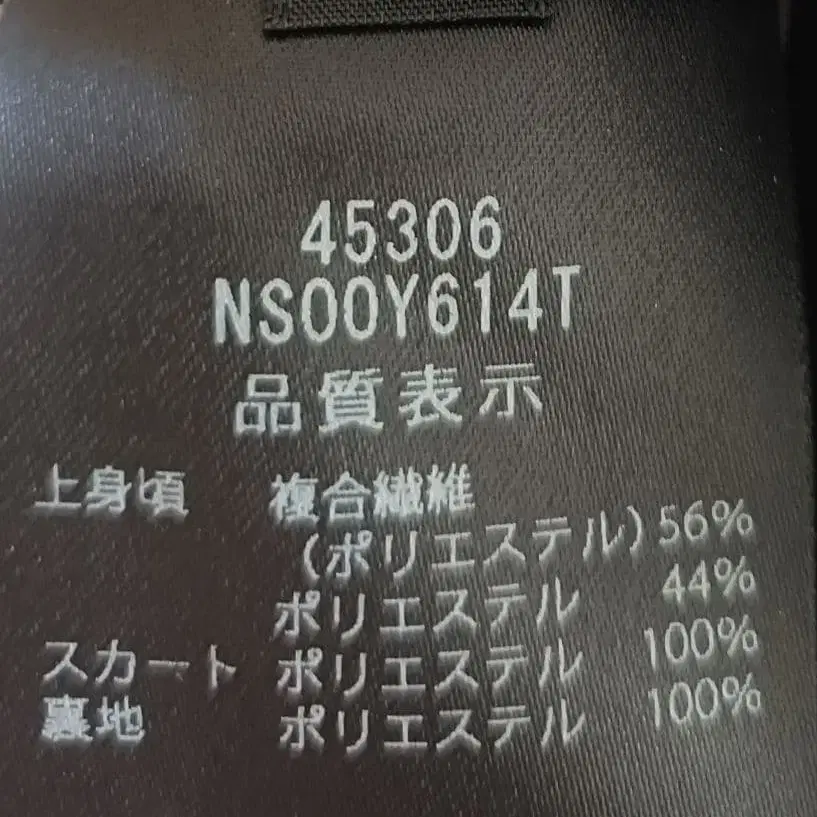 45306
NS00Y614T
品質表示
上身頃 複合繊維
(ポリエステル) 56%
ポリエステル 44%
スカート ポリエステル 100%
裏地 ポリエステル 100%